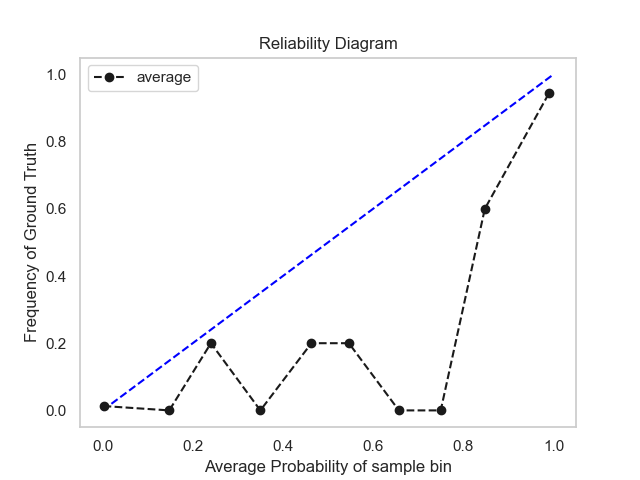 Reliability Diagram
average
Frequency of Ground Truth
1.0
0.8
0.6
0.4
0.2
0.0
0.0 0.2 0.4 0.6 0.8 1.0
Average Probability of sample bin